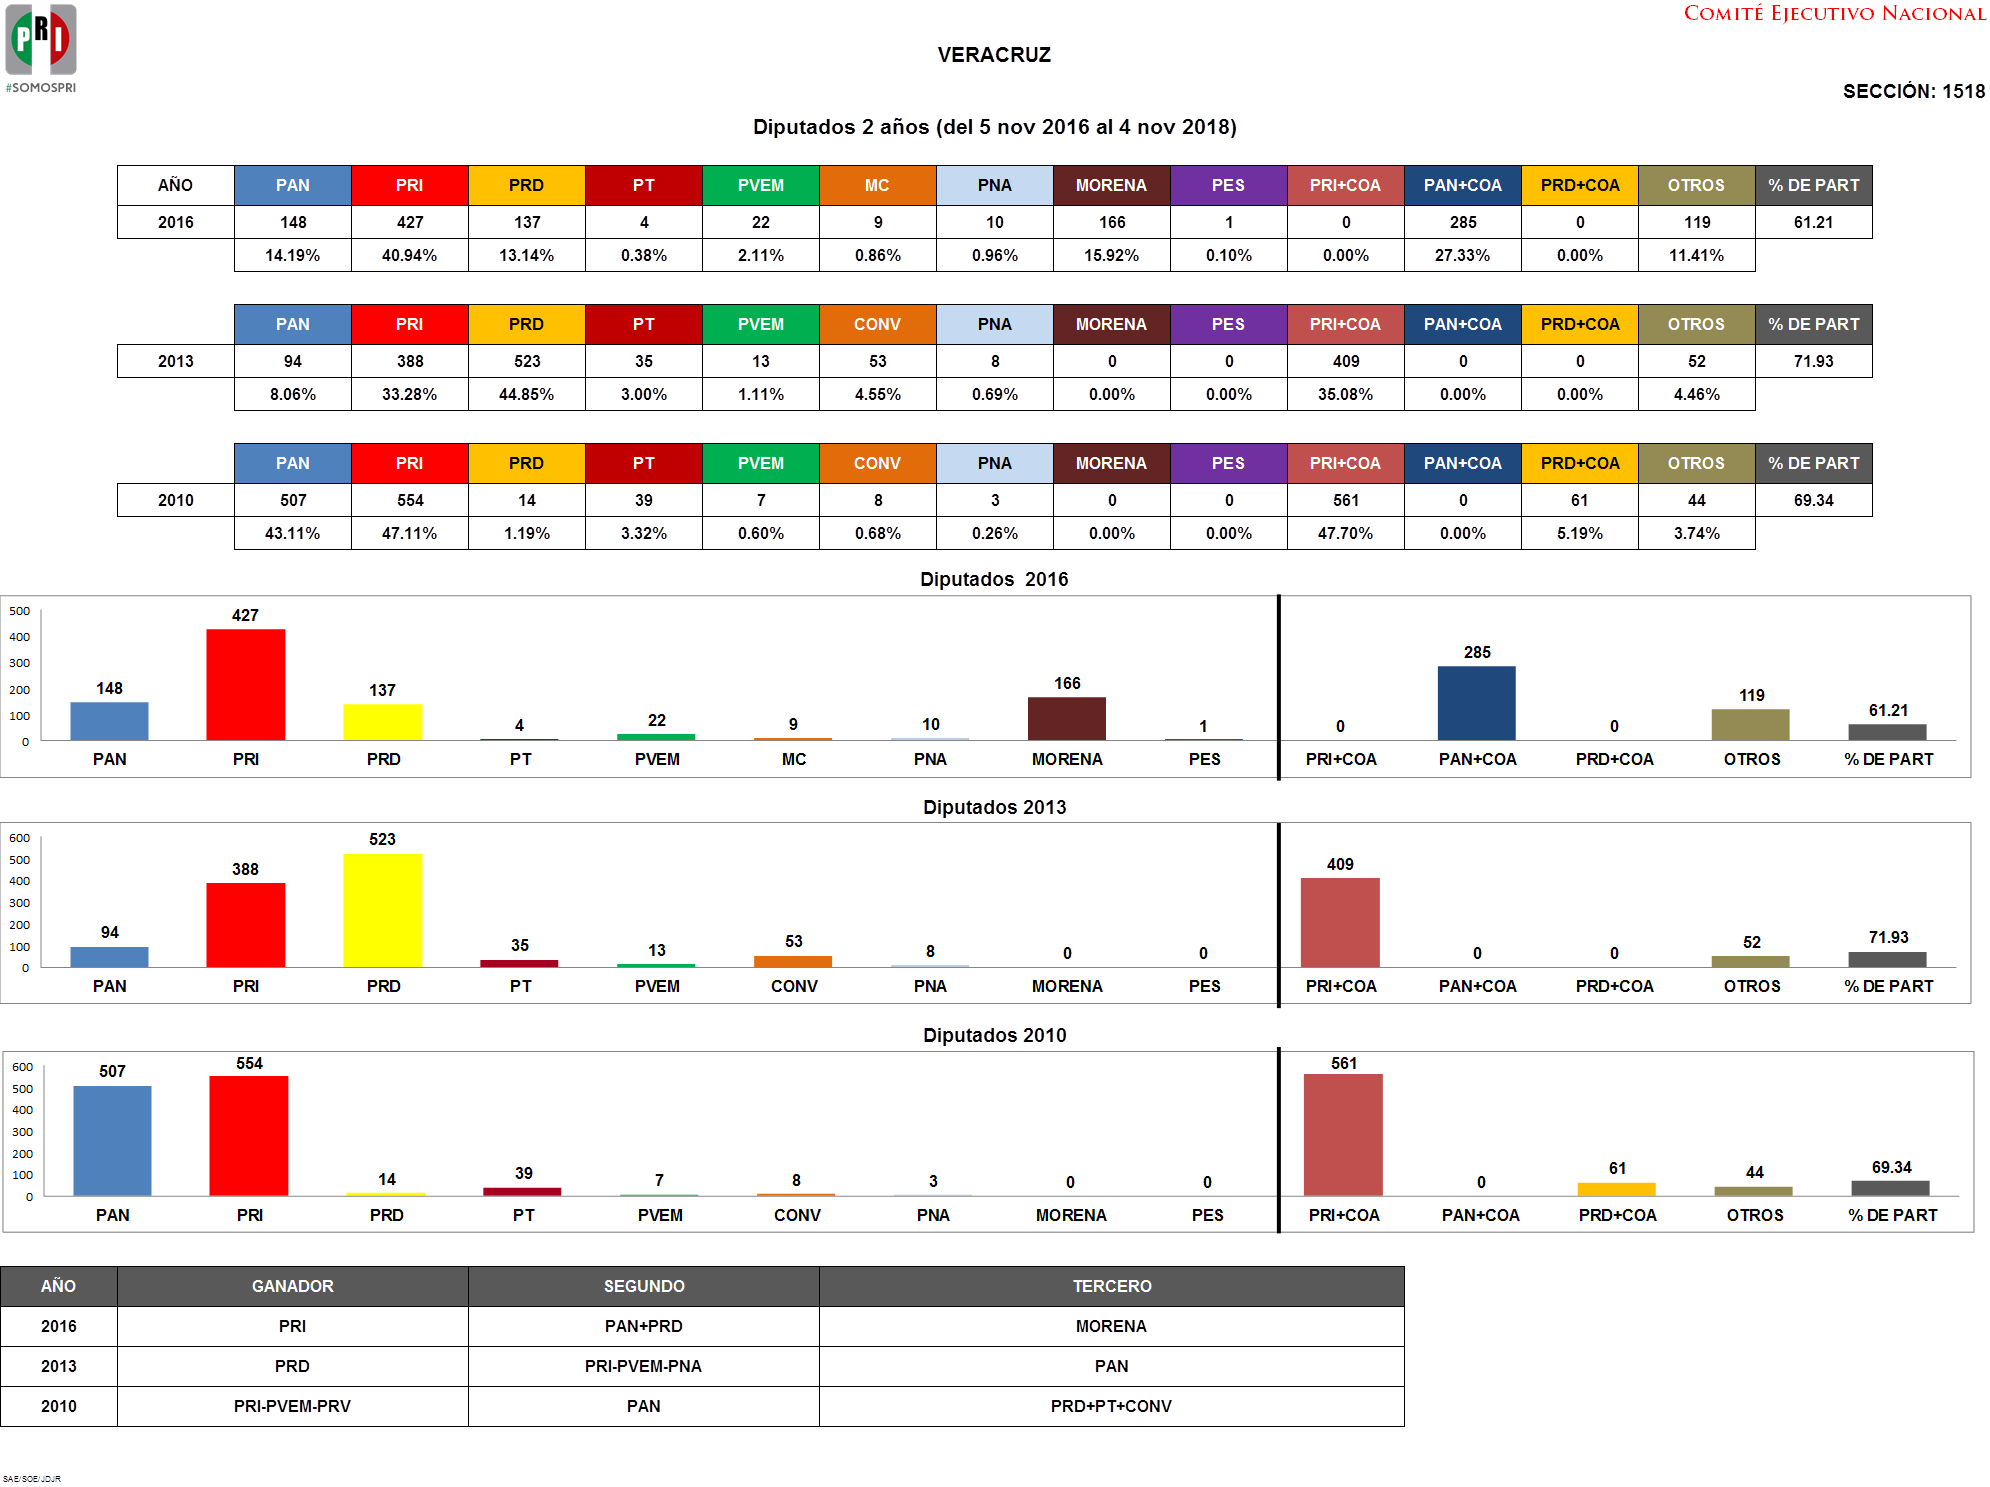 PRI
#SOMOSPRI
COMITÉ EJECUTIVO NACIONAL
VERACRUZ
SECCIÓN: 1518
Diputados 2 años (del 5 nov 2016 al 4 nov 2018)
AÑO PAN PRI PRD PT PVEM MC PNA MORENA PES PRI+COA PAN+COA PRD+COA OTROS % DE PART
2016 148 427 137 4 22 9 10 166 1 0 285 0 119 61.21
14.19% 40.94% 13.14% 0.38% 2.11% 0.86% 0.96% 15.92% 0.10% 0.00% 27.33% 0.00% 11.41%
PAN PRI PRD PT PVEM CONV PNA MORENA PES PRI+COA PAN+COA PRD+COA OTROS % DE PART
2013 94 388 523 35 13 53 8 0 0 409 0 0 52 71.93
8.06% 33.28% 44.85% 3.00% 1.11% 4.55% 0.69% 0.00% 0.00% 35.08% 0.00% 0.00% 4.46%
PAN PRI PRD PT PVEM CONV PNA MORENA PES PRI+COA PAN+COA PRD+COA OTROS % DE PART
2010 507 554 14 39 7 8 3 0 0 561 0 61 44 69.34
43.11% 47.11% 1.19% 3.32% 0.60% 0.68% 0.26% 0.00% 0.00% 47.70% 0.00% 5.19% 3.74%
Diputados 2016
500
400
300
200
100
0
148 427 137 4 22 9 10 166 1 0 285 0 119 61.21
PAN PRI PRD PT PVEM MC PNA MORENA PES PRI+COA PAN+COA PRD+COA OTROS % DE PART
Diputados 2013
600
500
400
300
200
100
0
94 388 523 35 13 53 8 0 0 409 0 0 52 71.93
PAN PRI PRD PT PVEM CONV PNA MORENA PES PRI+COA PAN+COA PRD+COA OTROS % DE PART
Diputados 2010
600
500
400
300
200
100
0
507 554 14 39 7 8 3 0 0 561 0 61 44 69.34
PAN PRI PRD PT PVEM CONV PNA MORENA PES PRI+COA PAN+COA PRD+COA OTROS % DE PART
AÑO GANADOR SEGUNDO TERCERO
2016 PRI PAN+PRD MORENA
2013 PRD PRI-PVEM-PNA PAN
2010 PRI-PVEM-PRV PAN PRD+PT+CONV
SAE/SOE/JDJR